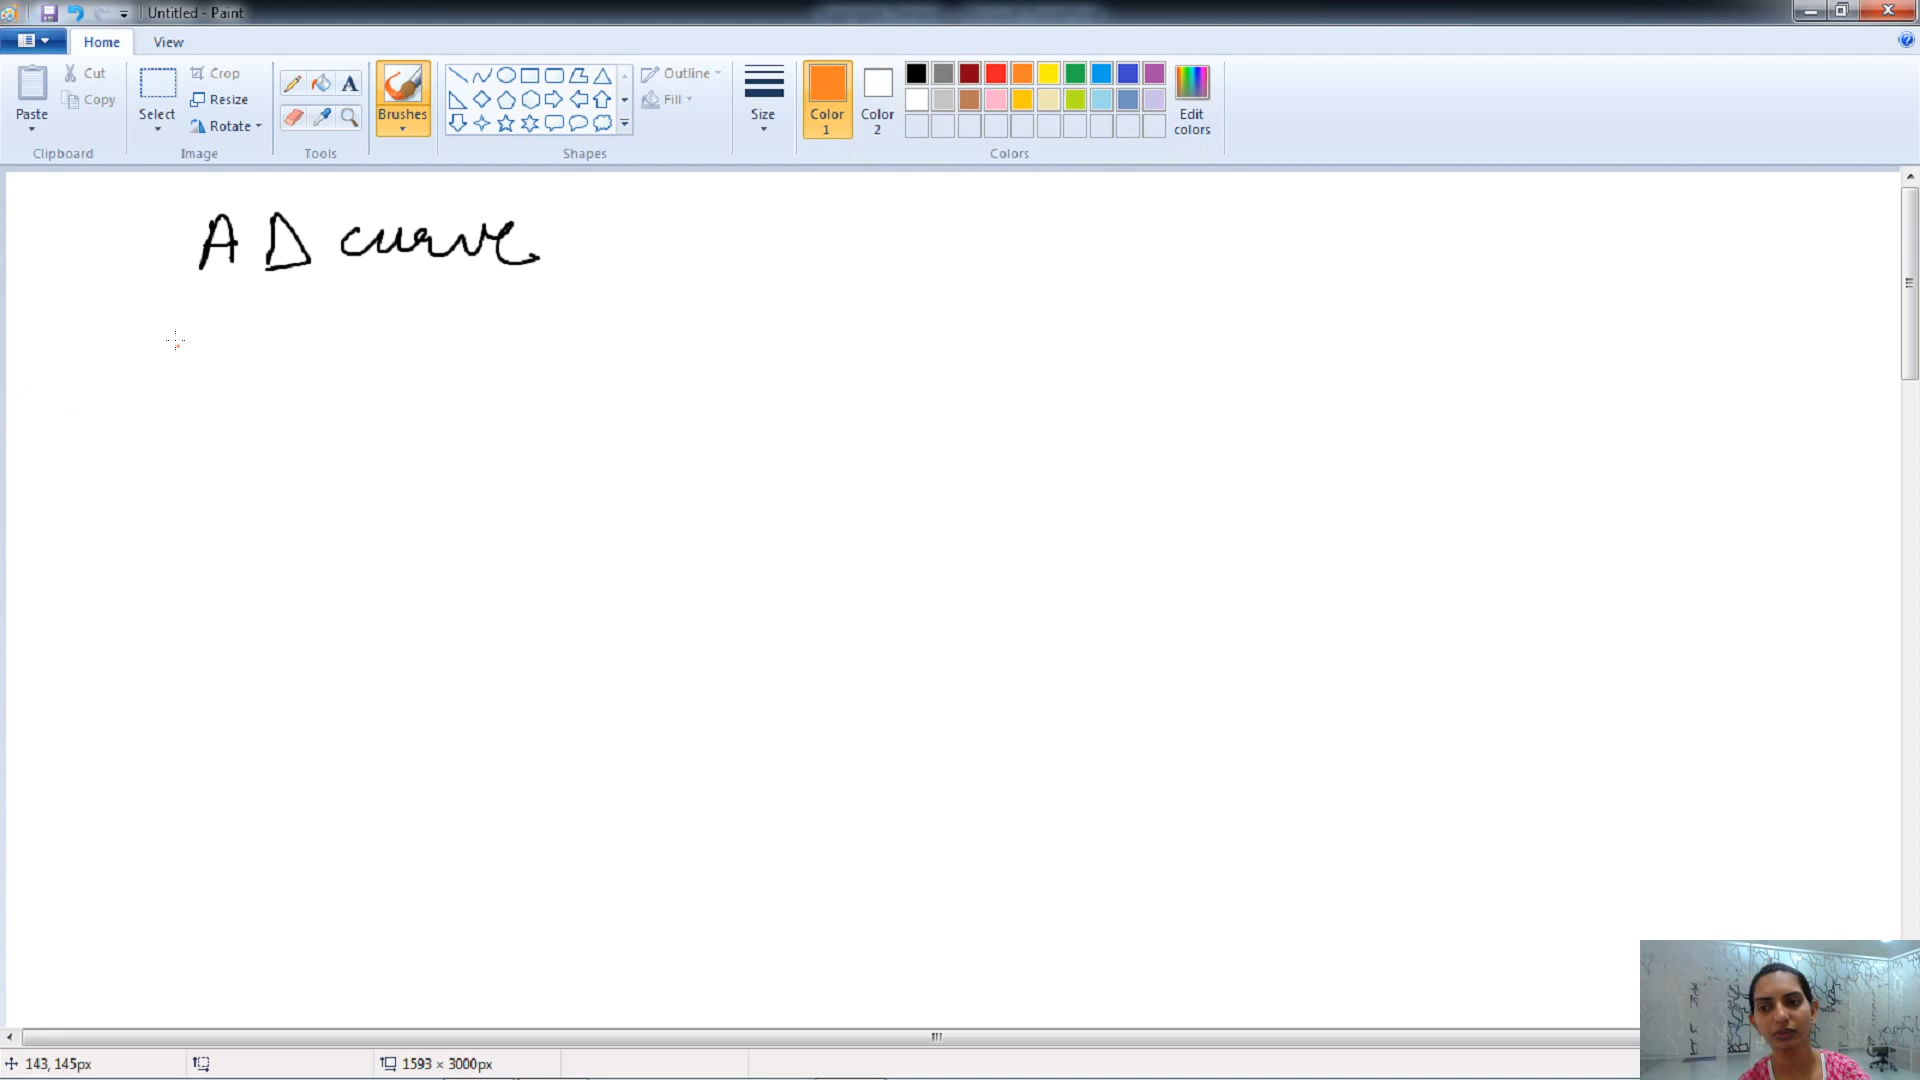 Untitled - Paint
Home View
Cut
Copy
Paste
Clipboard
Select
Crop
Resize
Rotate
Image
A
Tools
Brushes
Outline
Fill
Shapes
Size
Color 1
Color 2
Edit colors
Colors
A D curve
143, 145px
1593 × 3000px